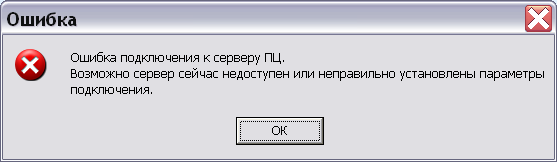 Ошибка
Ошибка подключения к серверу ПЦ.
Возможно сервер сейчас недоступен или неправильно установлены параметры
подключения.
OK